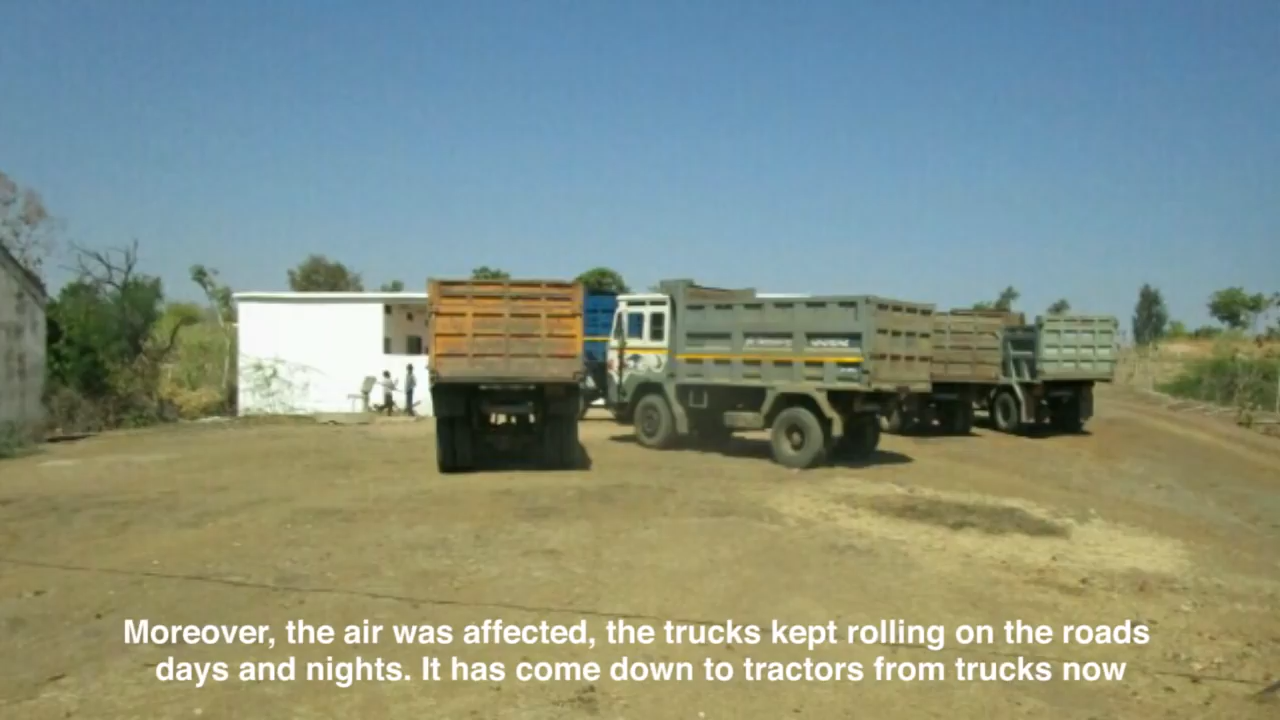 Moreover, the air was affected, the trucks kept rolling on the roads
days and nights. It has come down to tractors from trucks now